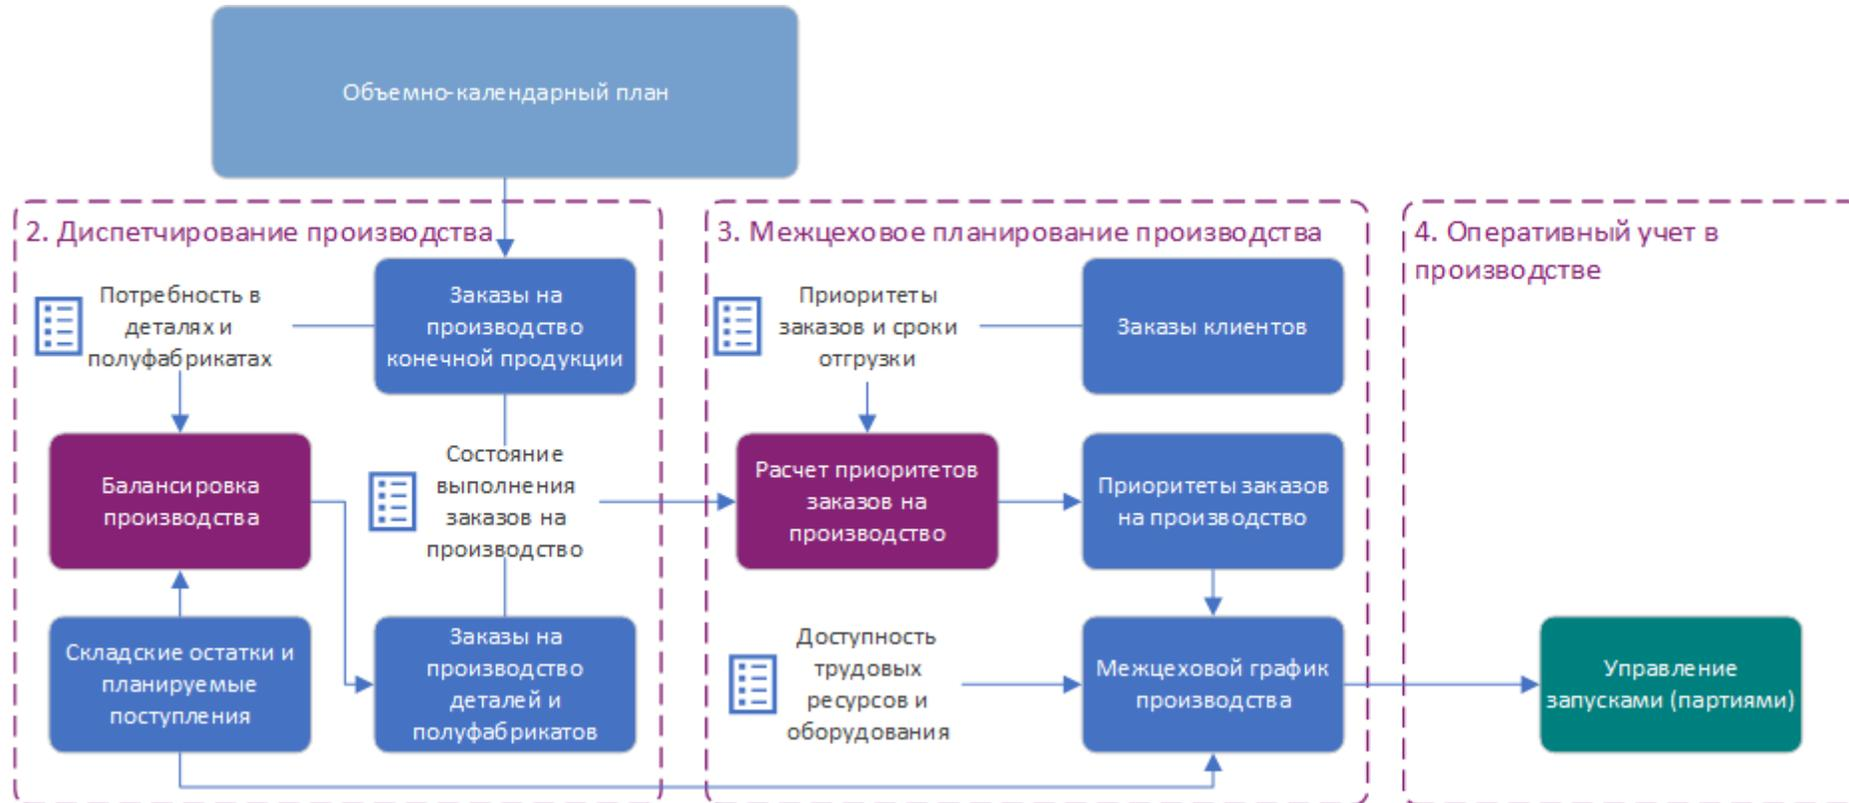 Объемно-календарный план
2. Диспетчирование производства
Потребность в
деталях и
полуфабрикатах
Заказы на
производство
конечной продукции
Балансировка
производства
Состояние
выполнения
заказов на
производство
Складские остатки и
планируемые
поступления
Заказы на
производство
деталей и
полуфабрикатов
3. Межцеховое планирование производства
Приоритеты
заказов и сроки
отгрузки
Заказы клиентов
Расчет приоритетов
заказов на
производство
Приоритеты заказов
на производство
Доступность
трудовых
ресурсов и
оборудования
Межцеховой график
производства
4. Оперативный учет в
производстве
Управление
запусками (партиями)